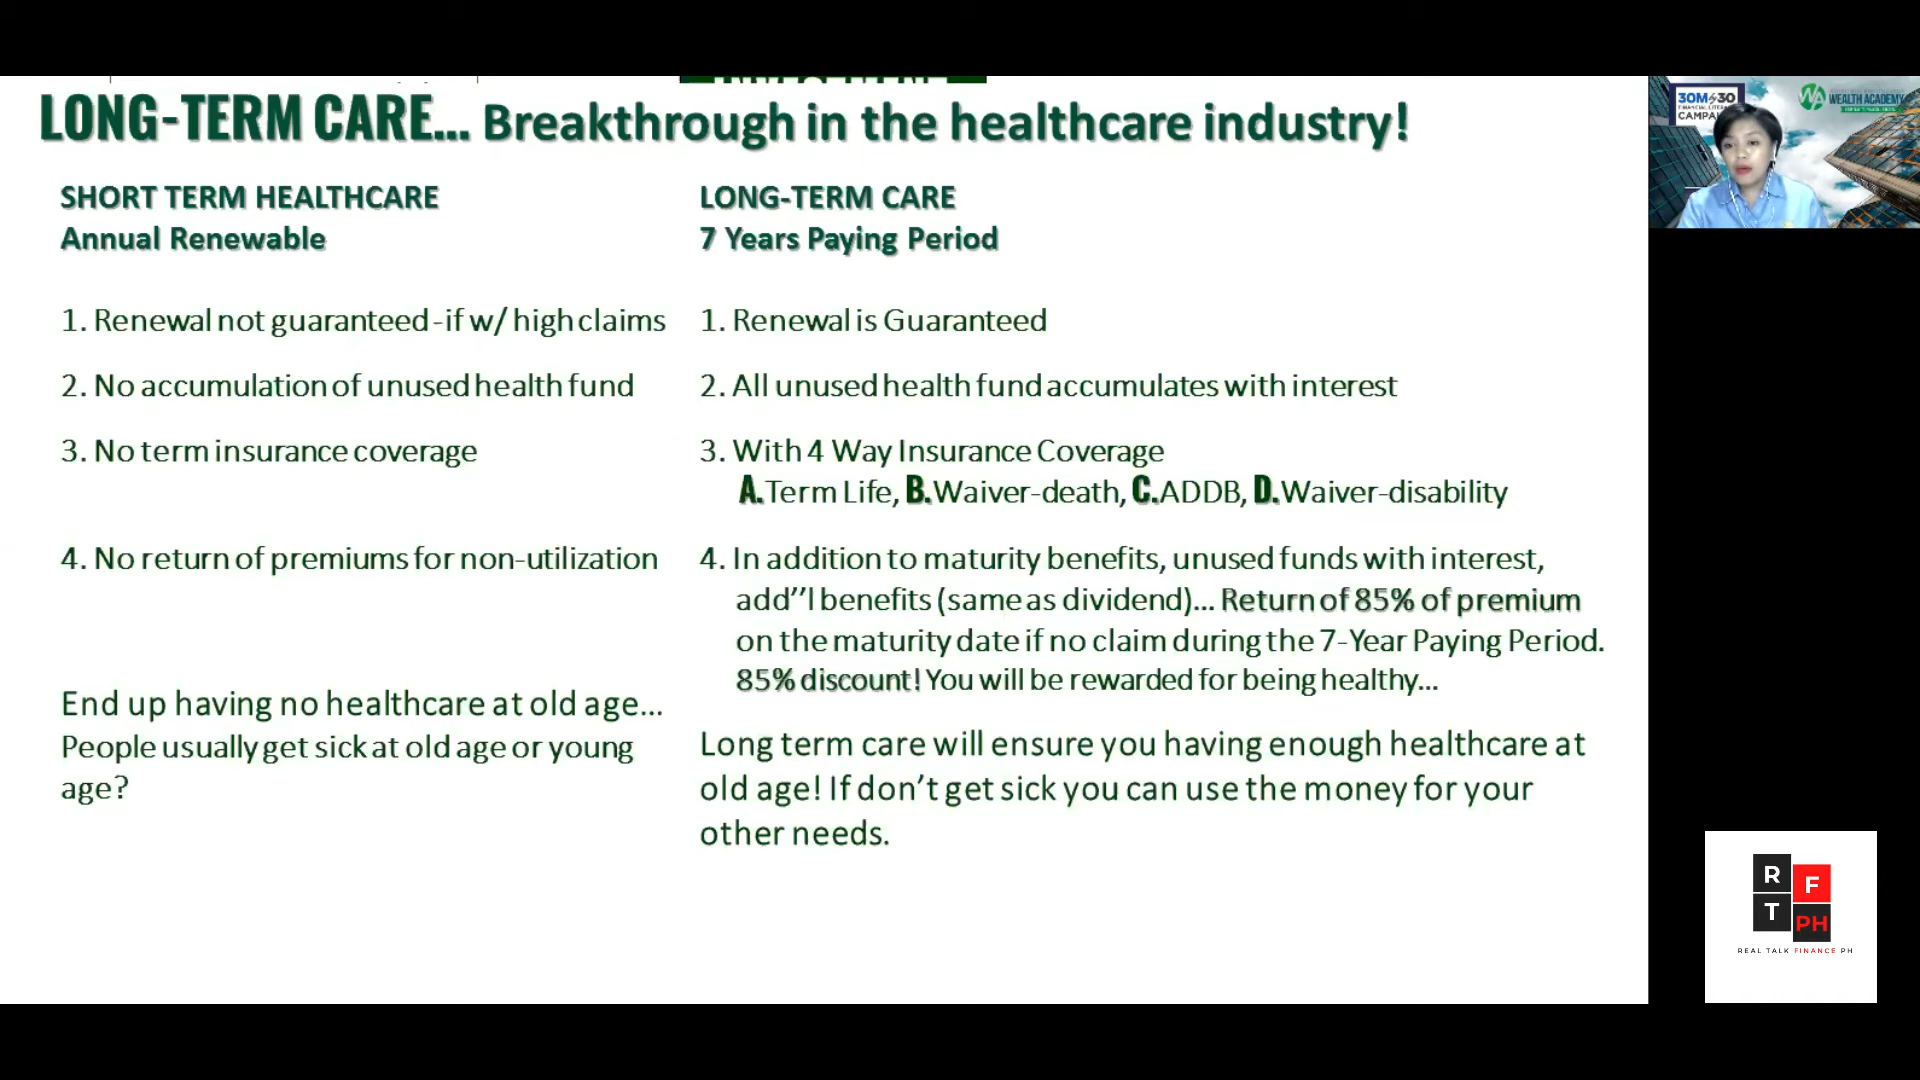 LONG-TERM CARE... Breakthrough in the healthcare industry!
SHORT TERM HEALTHCARE
Annual Renewable
1. Renewal not guaranteed-if w/ high claims
2. No accumulation of unused health fund
3. No term insurance coverage
4. No return of premiums for non-utilization
End up having no healthcare at old age...
People usually get sick at old age or young
age?
LONG-TERM CARE
7 Years Paying Period
1. Renewal is Guaranteed
2. All unused health fund accumulates with interest
3. With 4 Way Insurance Coverage
A.Term Life, B.Waiver-death, C.ADDB, D.Waiver-disability
4. In addition to maturity benefits, unused funds with interest,
add’’l benefits (same as dividend)... Return of 85% of premium
on the maturity date if no claim during the 7-Year Paying Period.
85% discount! You will be rewarded for being healthy...
Long term care will ensure you having enough healthcare at
old age! If don’t get sick you can use the money for your
other needs.
30M 30
CAMPAI
WA WEALTH ACADEMY
R F
T PH
REAL TALK FINANCE PH